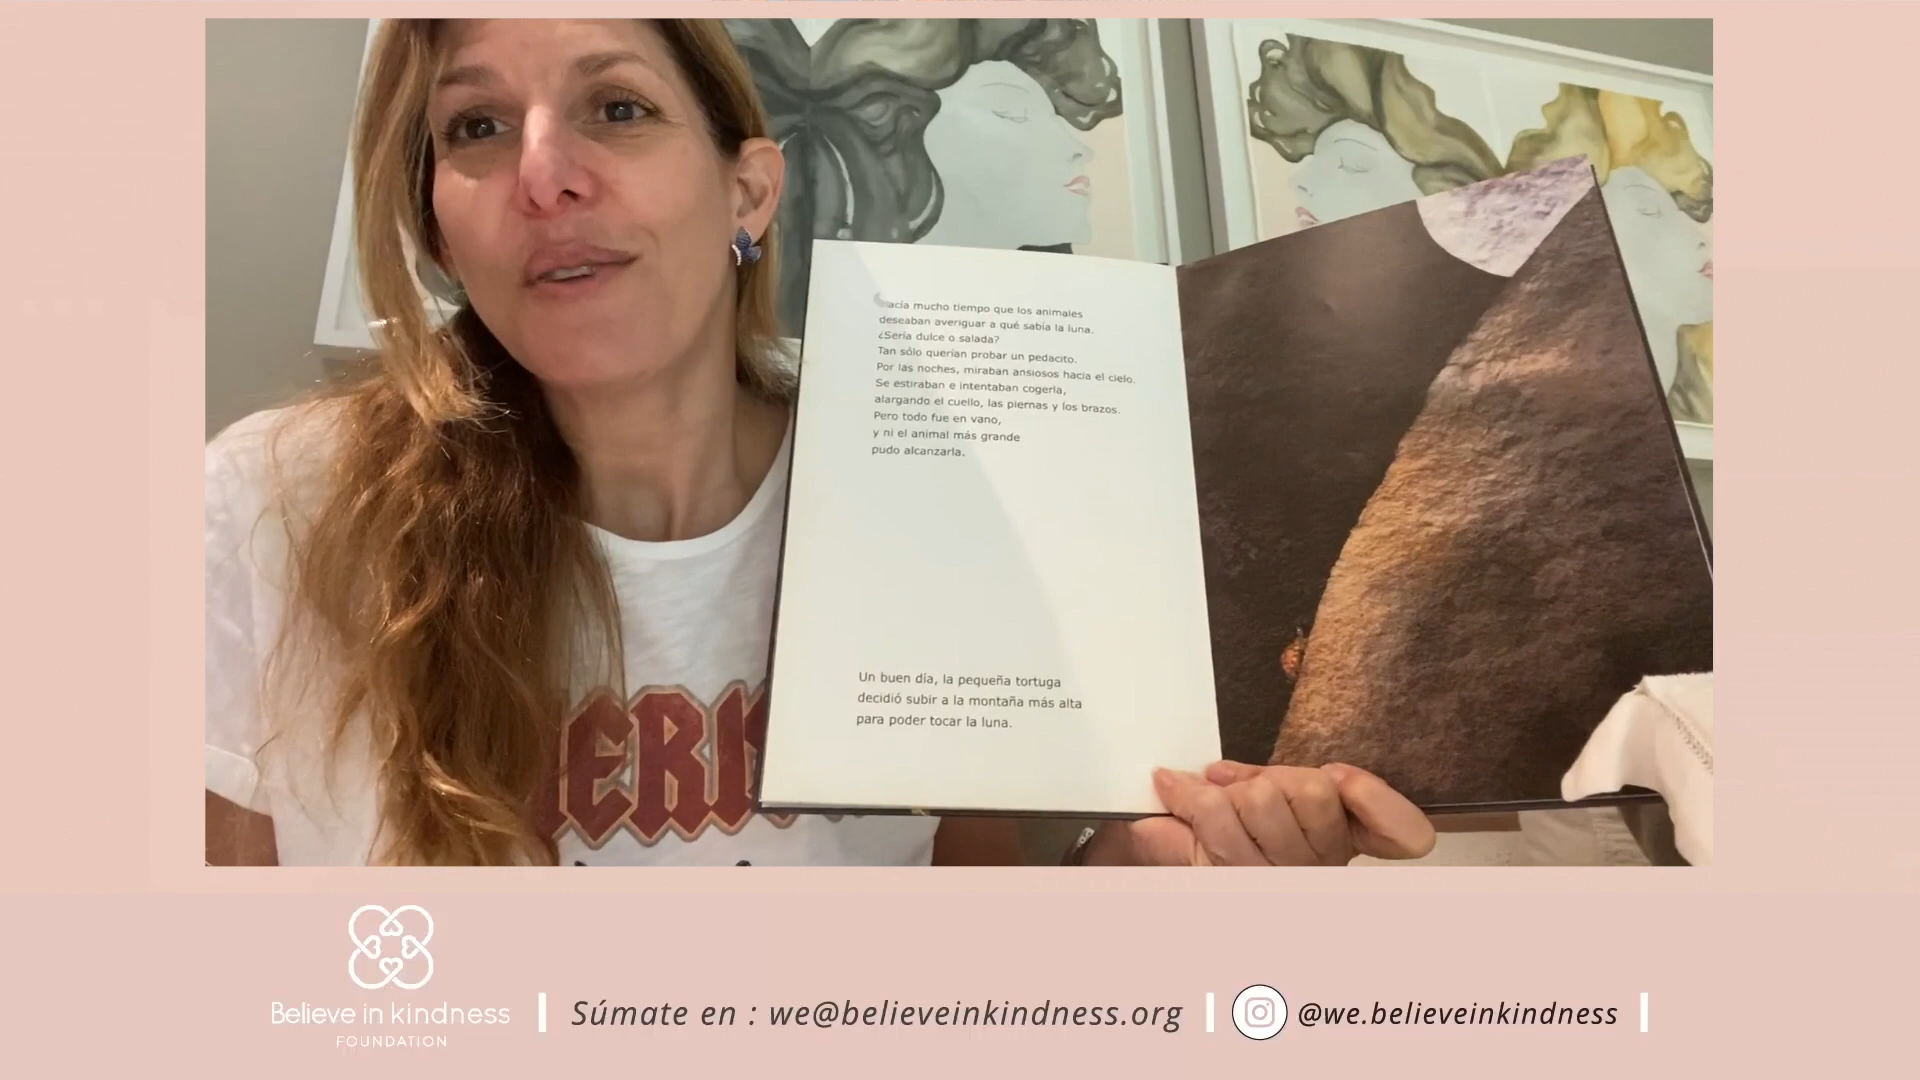 acía mucho tiempo que los animales
deseaban averiguar a qué sabía la luna.
¿Sería dulce o salada?
Tan sólo querían probar un pedacito.
Por las noches, miraban ansiosos hacia el cielo.
Se estiraban e intentaban cogerla,
alargando el cuello, las piernas y los brazos.
Pero todo fue en vano,
y ni el animal más grande
pudo alcanzarla.
Un buen día, la pequeña tortuga
decidió subir a la montaña más alta
para poder tocar la luna.
Believe in kindness
FOUNDATION
Súmate en : we@believeinkindness.org
@we.believeinkindness